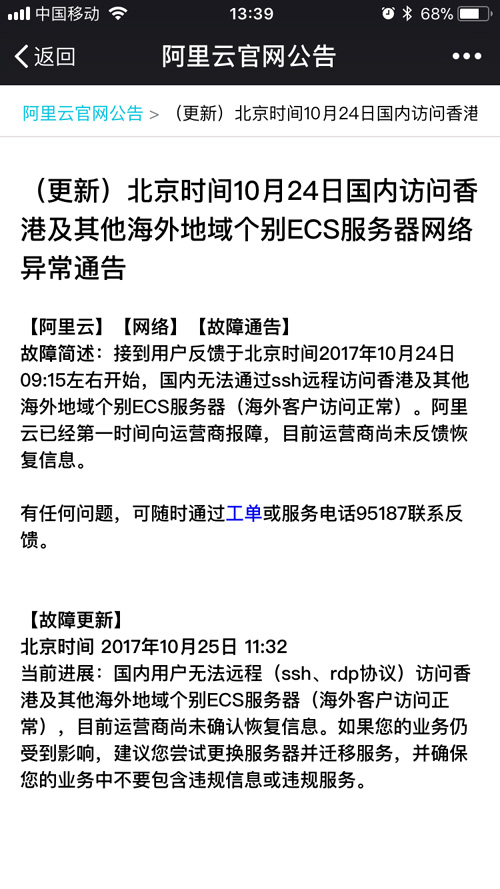 中国移动 13:39 68%
返回 阿里云官网公告
阿里云官网公告 > （更新）北京时间10月24日国内访问香港
（更新）北京时间10月24日国内访问香
港及其他海外地域个别ECS服务器网络
异常通告
【阿里云】【网络】【故障通告】
故障简述：接到用户反馈于北京时间2017年10月24日
09:15左右开始，国内无法通过ssh远程访问香港及其他
海外地域个别ECS服务器（海外客户访问正常）。阿里
云已经第一时间向运营商报障，目前运营商尚未反馈恢
复信息。
有任何问题，可随时通过工单或服务电话95187联系反
馈。
【故障更新】
北京时间 2017年10月25日 11:32
当前进展：国内用户无法远程（ssh、rdp协议）访问香
港及其他海外地域个别ECS服务器（海外客户访问正
常），目前运营商尚未确认恢复信息。如果您的业务仍
受到影响，建议您尝试更换服务器并迁移服务，并确保
您的业务中不要包含违规信息或违规服务。